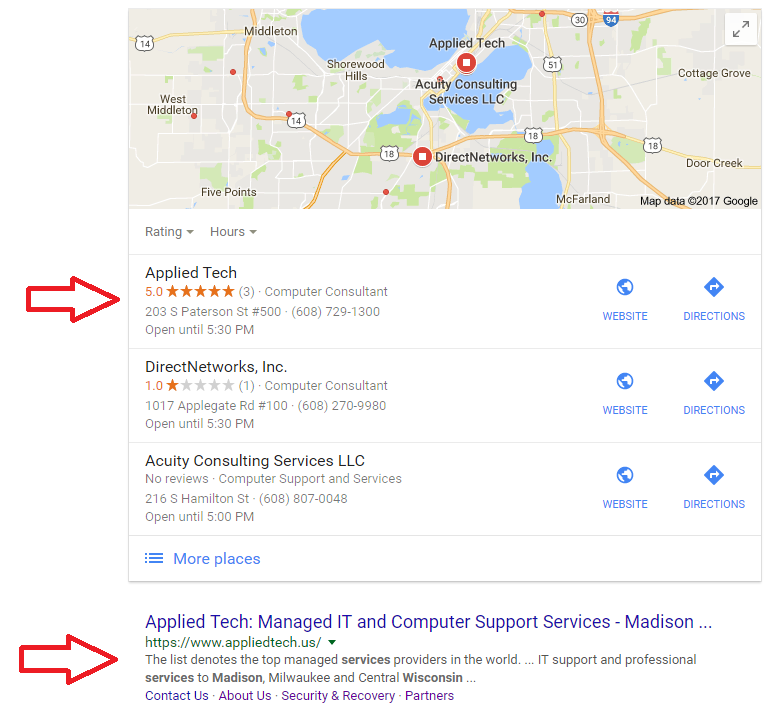 14
Middleton
30
94
Applied Tech
Shorewood
Hills
51
Acuity Consulting
Services LLC
Cottage Grove
West
Middleton
14
18
18
18
DirectNetworks, Inc.
Door Creek
Five Points
McFarland
Map data ©2017 Google
Rating
Hours
Applied Tech
5.0 ★★★★★ (3) · Computer Consultant
203 S Paterson St #500 · (608) 729-1300
Open until 5:30 PM
WEBSITE
DIRECTIONS
DirectNetworks, Inc.
1.0 ★★★★★ (1) · Computer Consultant
1017 Applegate Rd #100 · (608) 270-9980
Open until 5:30 PM
WEBSITE
DIRECTIONS
Acuity Consulting Services LLC
No reviews · Computer Support and Services
216 S Hamilton St · (608) 807-0048
Open until 5:00 PM
WEBSITE
DIRECTIONS
More places
Applied Tech: Managed IT and Computer Support Services - Madison ...
https://www.appliedtech.us/
The list denotes the top managed services providers in the world. ... IT support and professional
services to Madison, Milwaukee and Central Wisconsin ...
Contact Us · About Us · Security & Recovery · Partners